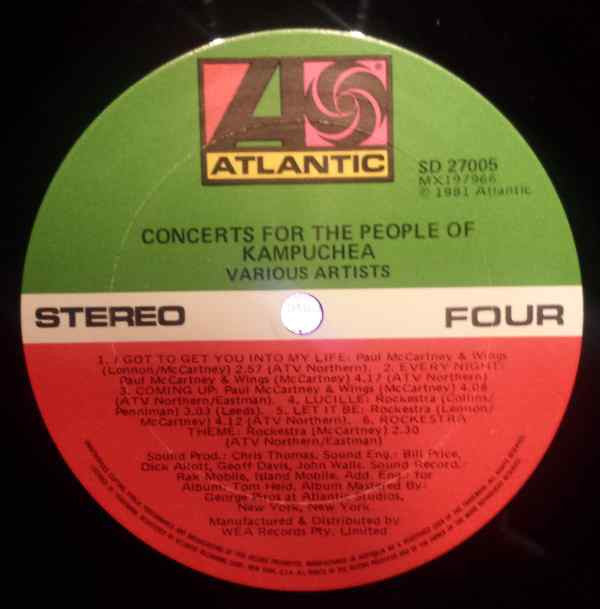 ATLANTIC
SD 27005
MX197966
© 1981 Atlantic
CONCERTS FOR THE PEOPLE OF
KAMPUCHEA
VARIOUS ARTISTS
STEREO
FOUR
1. I GOT TO GET YOU INTO MY LIFE: Paul McCartney & Wings
(Lonnon/McCartney) 2.57 (ATV Northern). 2. EVERY NIGHT:
Paul McCartney & Wings (McCartney) 4.17 (ATV Northern)
3. COMING UP: Paul McCartney & Wings (McCartney) 4.08
(ATV Northern/Eastman). 4. LUCILLE: Rockestra (Collins/
Penniman) 3.03 (Leeds). 5. LET IT BE: Rockestra (Lennon/
McCartney) 4.12 (ATV Northern). 6. ROCKESTRA
THEME: Rockestra (McCartney) 2.30
(ATV Northern/Eastman)
Sound Prod.: Chris Thomas, Sound Eng.: Bill Price,
Dick Allott, Geoff Davis, John Walls. Sound Record.:
Rak Mobile, Island Mobile. Add. Eng.: for
Album: Tom Heid, Album Mastered By:
George Piros at Atlantic Studios,
New York, New York
Manufactured & Distributed by
WEA Records Pty. Limited